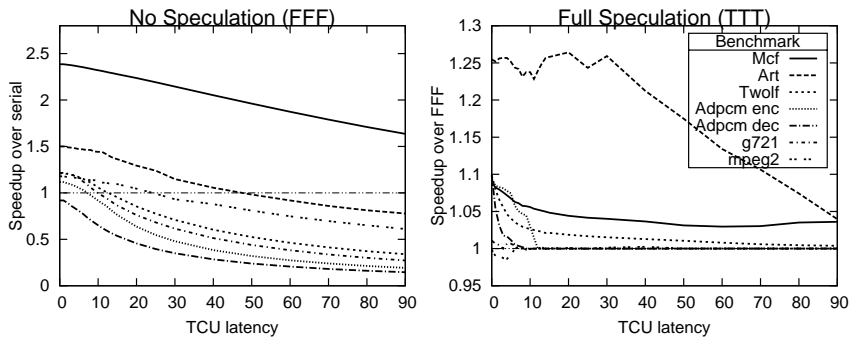 No Speculation (FFF)
Speedup over serial
2.5
2
1.5
1
0.5
0
0 10 20 30 40 50 60 70 80 90
TCU latency
Full Speculation (TTT)
Speedup over FFF
1.3
1.25
1.2
1.15
1.1
1.05
1
0.95
0 10 20 30 40 50 60 70 80 90
TCU latency
Benchmark
Mcf
Art
Twolf
Adpcm enc
Adpcm dec
g721
mpeg2